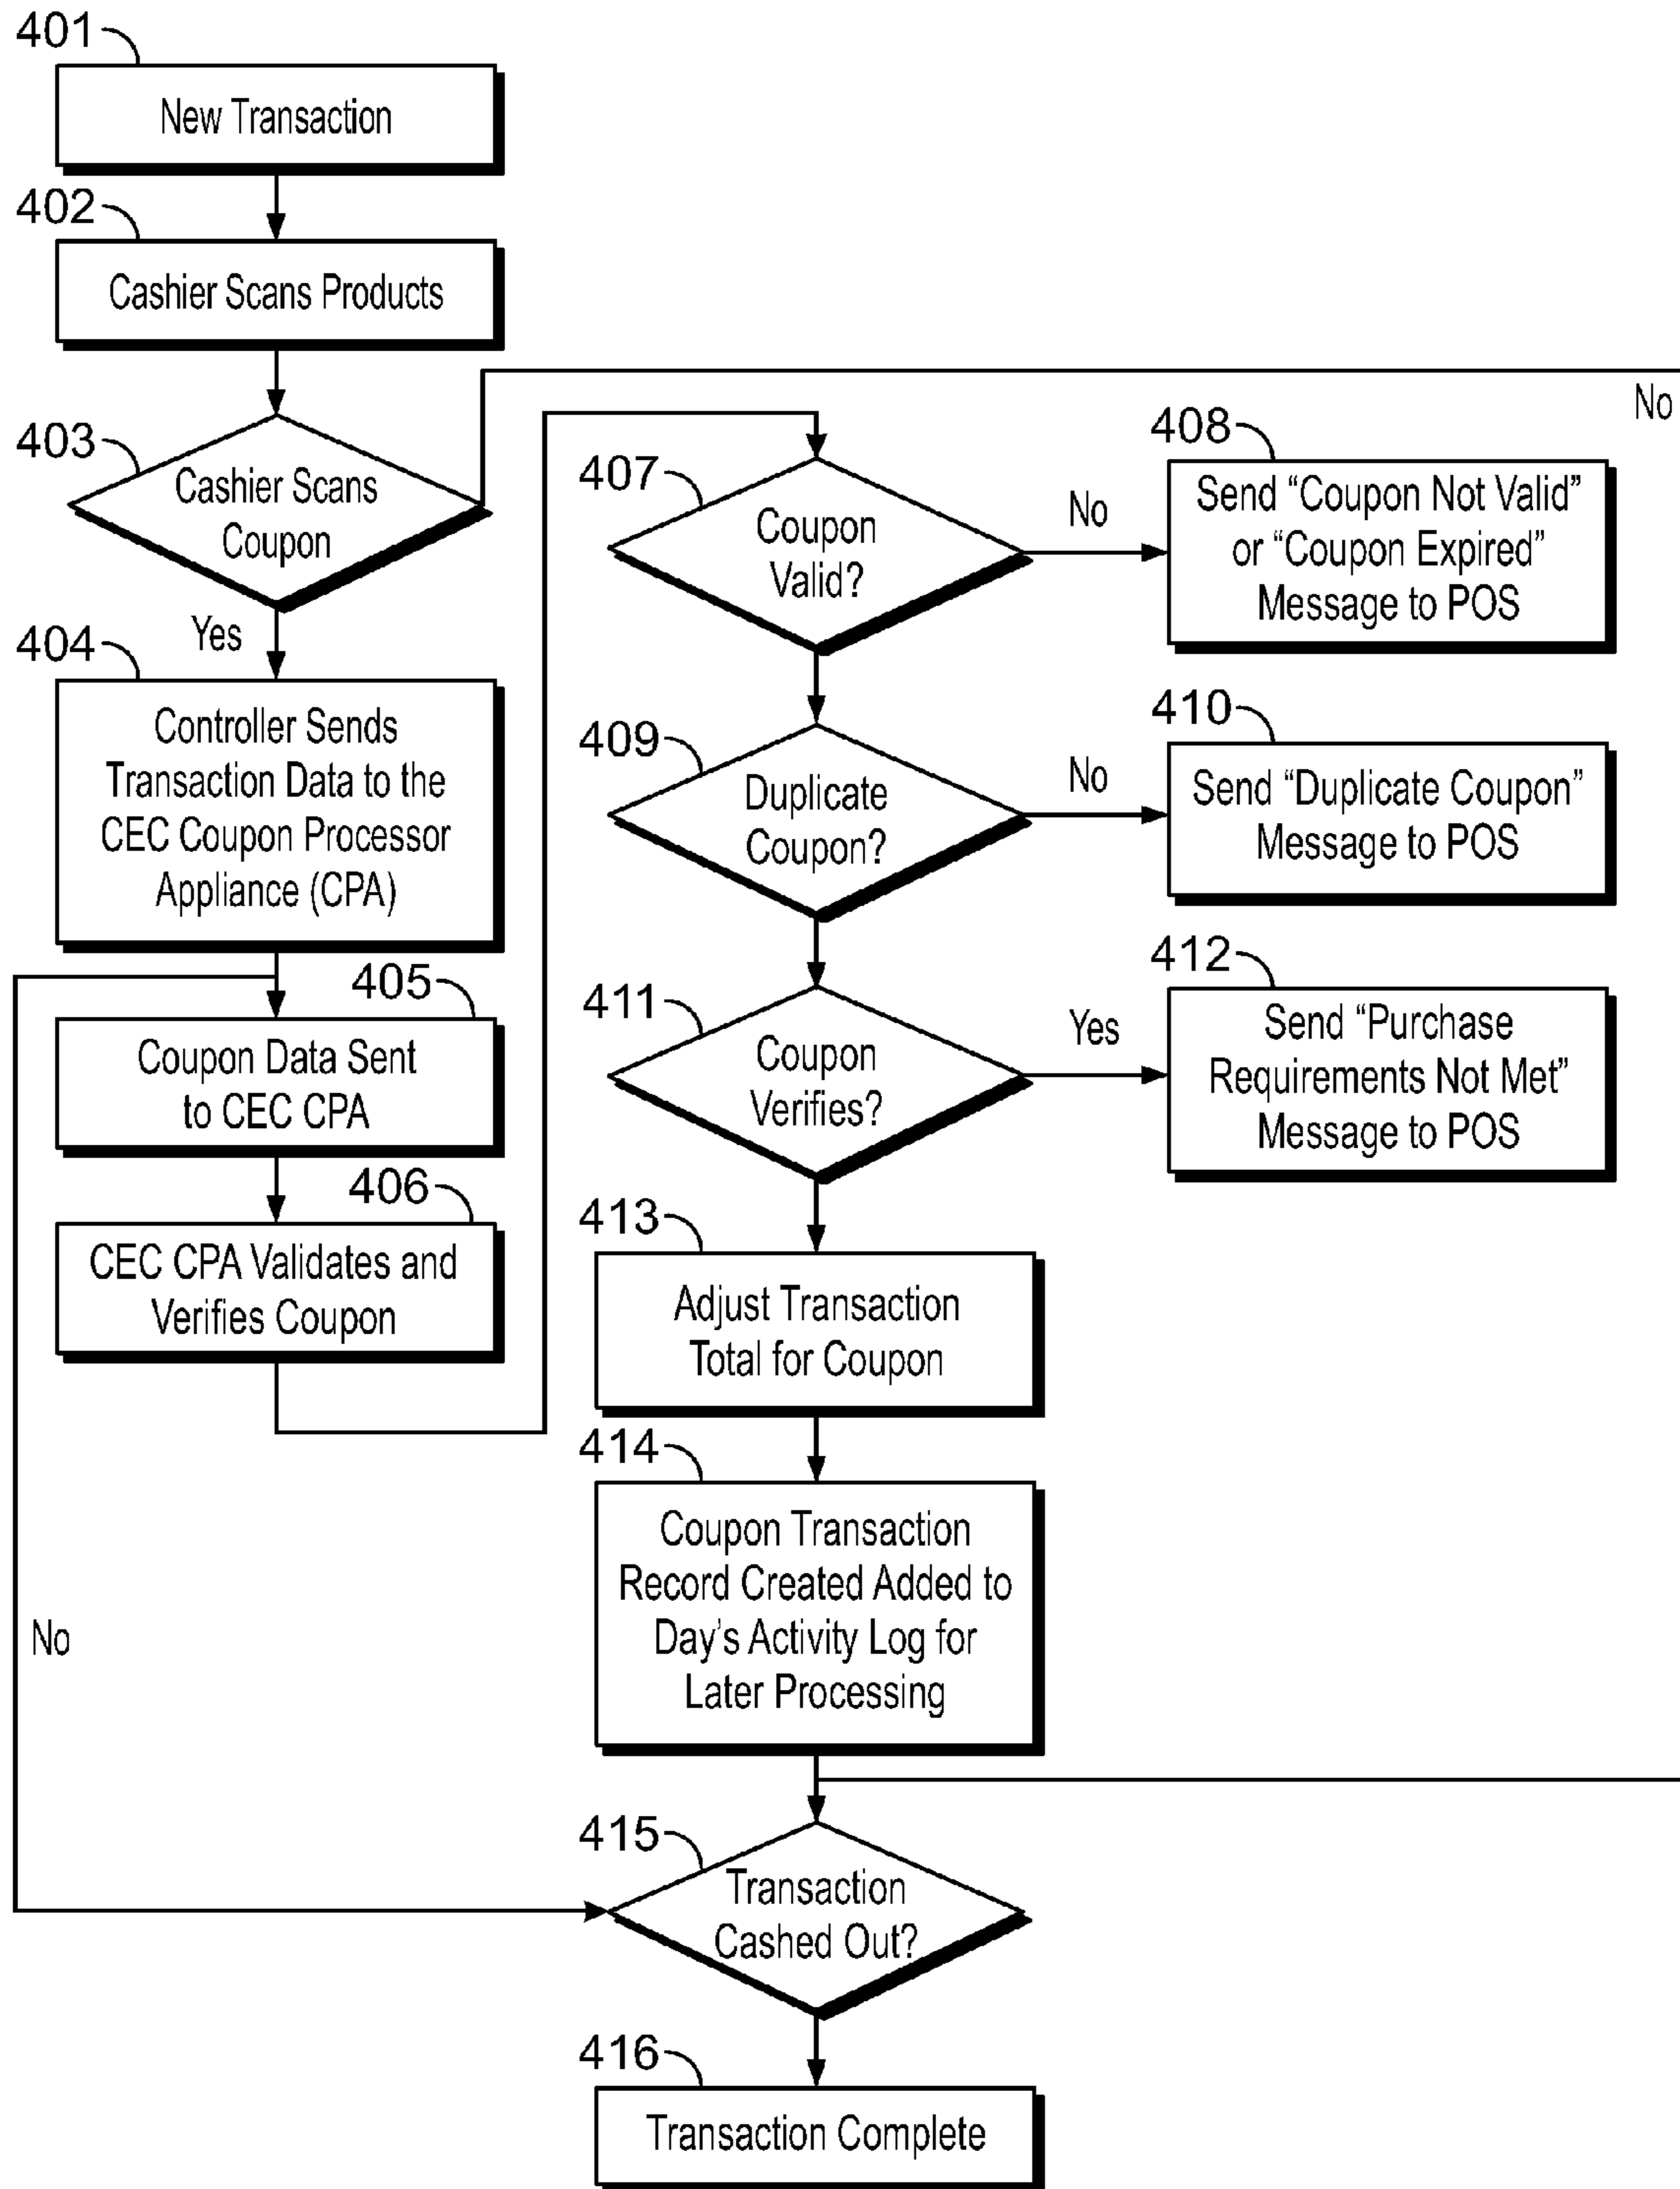 401
New Transaction
402
Cashier Scans Products
403
Cashier Scans
Coupon
No
Yes
404
Controller Sends
Transaction Data to the
CEC Coupon Processor
Appliance (CPA)
405
Coupon Data Sent
to CEC CPA
406
CEC CPA Validates and
Verifies Coupon
No
407
Coupon
Valid?
No
408
Send “Coupon Not Valid”
or “Coupon Expired”
Message to POS
409
Duplicate
Coupon?
No
410
Send “Duplicate Coupon”
Message to POS
411
Coupon
Verifies?
Yes
412
Send “Purchase
Requirements Not Met”
Message to POS
413
Adjust Transaction
Total for Coupon
414
Coupon Transaction
Record Created Added to
Day’s Activity Log for
Later Processing
415
Transaction
Cashed Out?
416
Transaction Complete